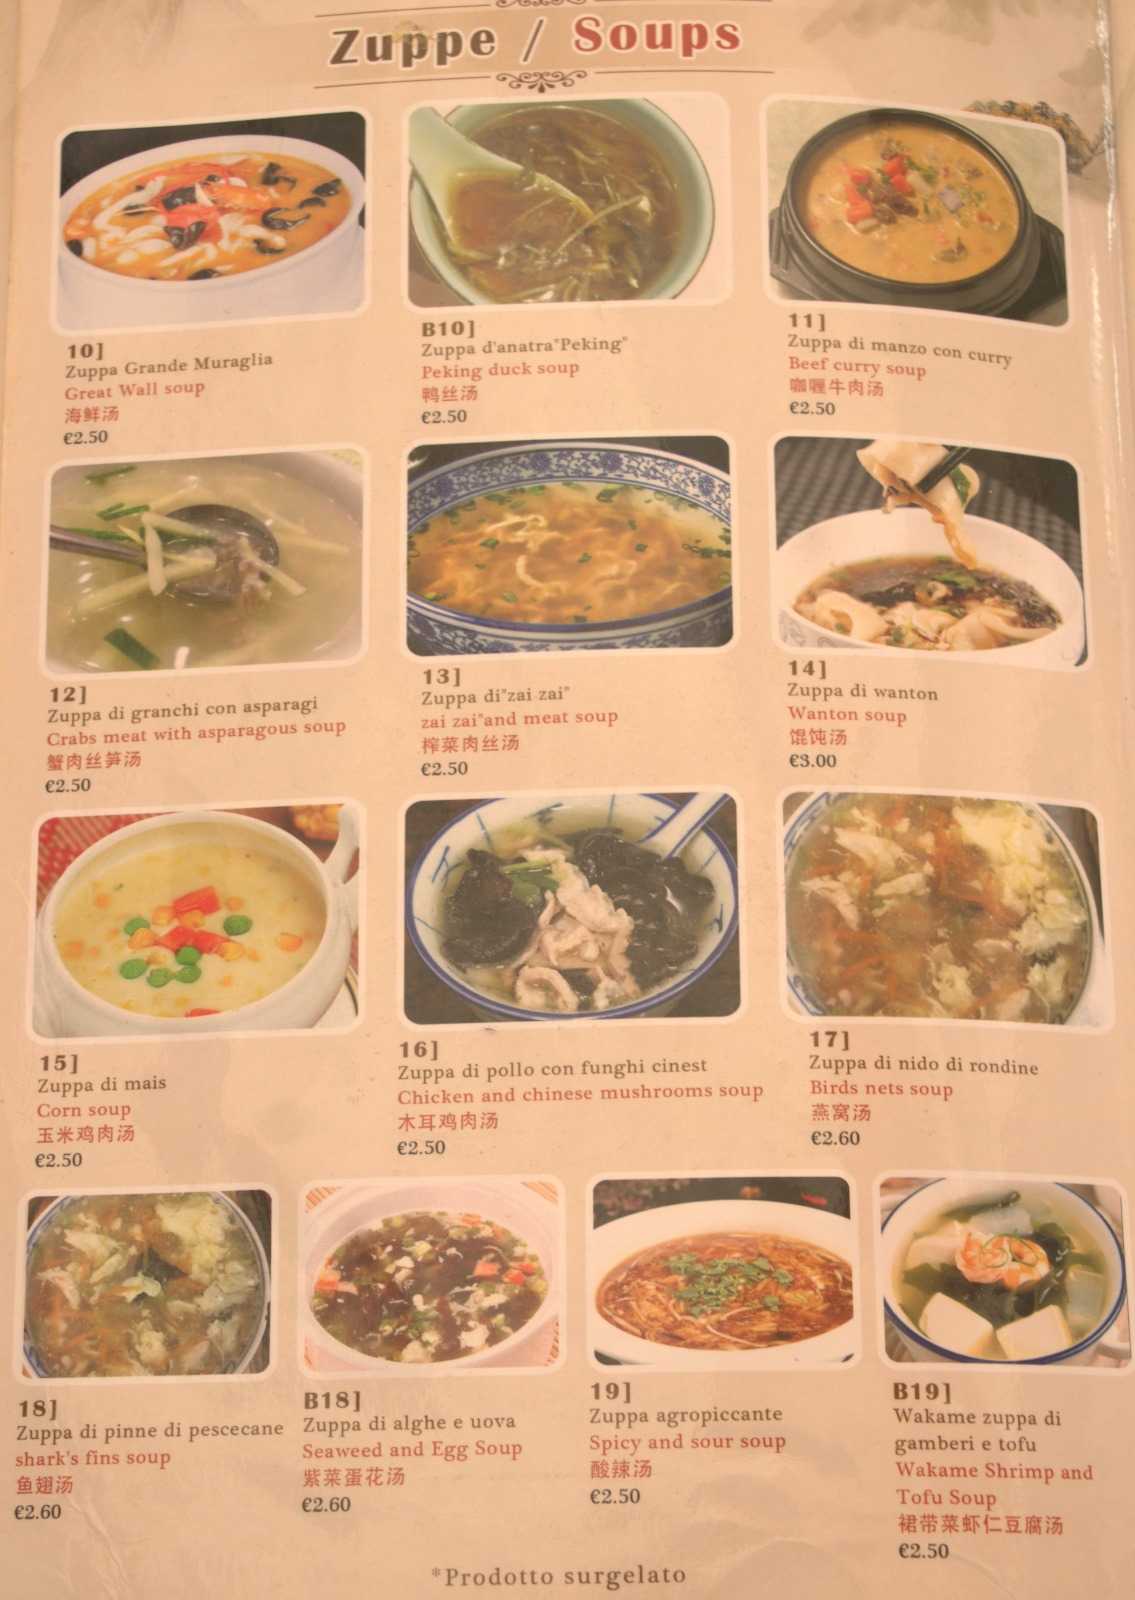 Zuppe / Soups
10]
Zuppa Grande Muraglia
Great Wall soup
海鲜汤
€2.50
B10]
Zuppa d'anatra"Peking"
Peking duck soup
鸭丝汤
€2.50
11]
Zuppa di manzo con curry
Beef curry soup
咖喱牛肉汤
€2.50
12]
Zuppa di granchi con asparagi
Crabs meat with asparagous soup
蟹肉丝笋汤
€2.50
13]
Zuppa di"zai zai"
zai zai"and meat soup
榨菜肉丝汤
€2.50
14]
Zuppa di wanton
Wanton soup
馄饨汤
€3.00
15]
Zuppa di mais
Corn soup
玉米鸡肉汤
€2.50
16]
Zuppa di pollo con funghi cinest
Chicken and chinese mushrooms soup
木耳鸡肉汤
€2.50
17]
Zuppa di nido di rondine
Birds nets soup
燕窝汤
€2.60
18]
Zuppa di pinne di pescecane
shark's fins soup
鱼翅汤
€2.60
B18]
Zuppa di alghe e uova
Seaweed and Egg Soup
紫菜蛋花汤
€2.60
19]
Zuppa agropiccante
Spicy and sour soup
酸辣汤
€2.50
B19]
Wakame zuppa di
gamberi e tofu
Wakame Shrimp and
Tofu Soup
裙带菜虾仁豆腐汤
€2.50
*Prodotto surgelato